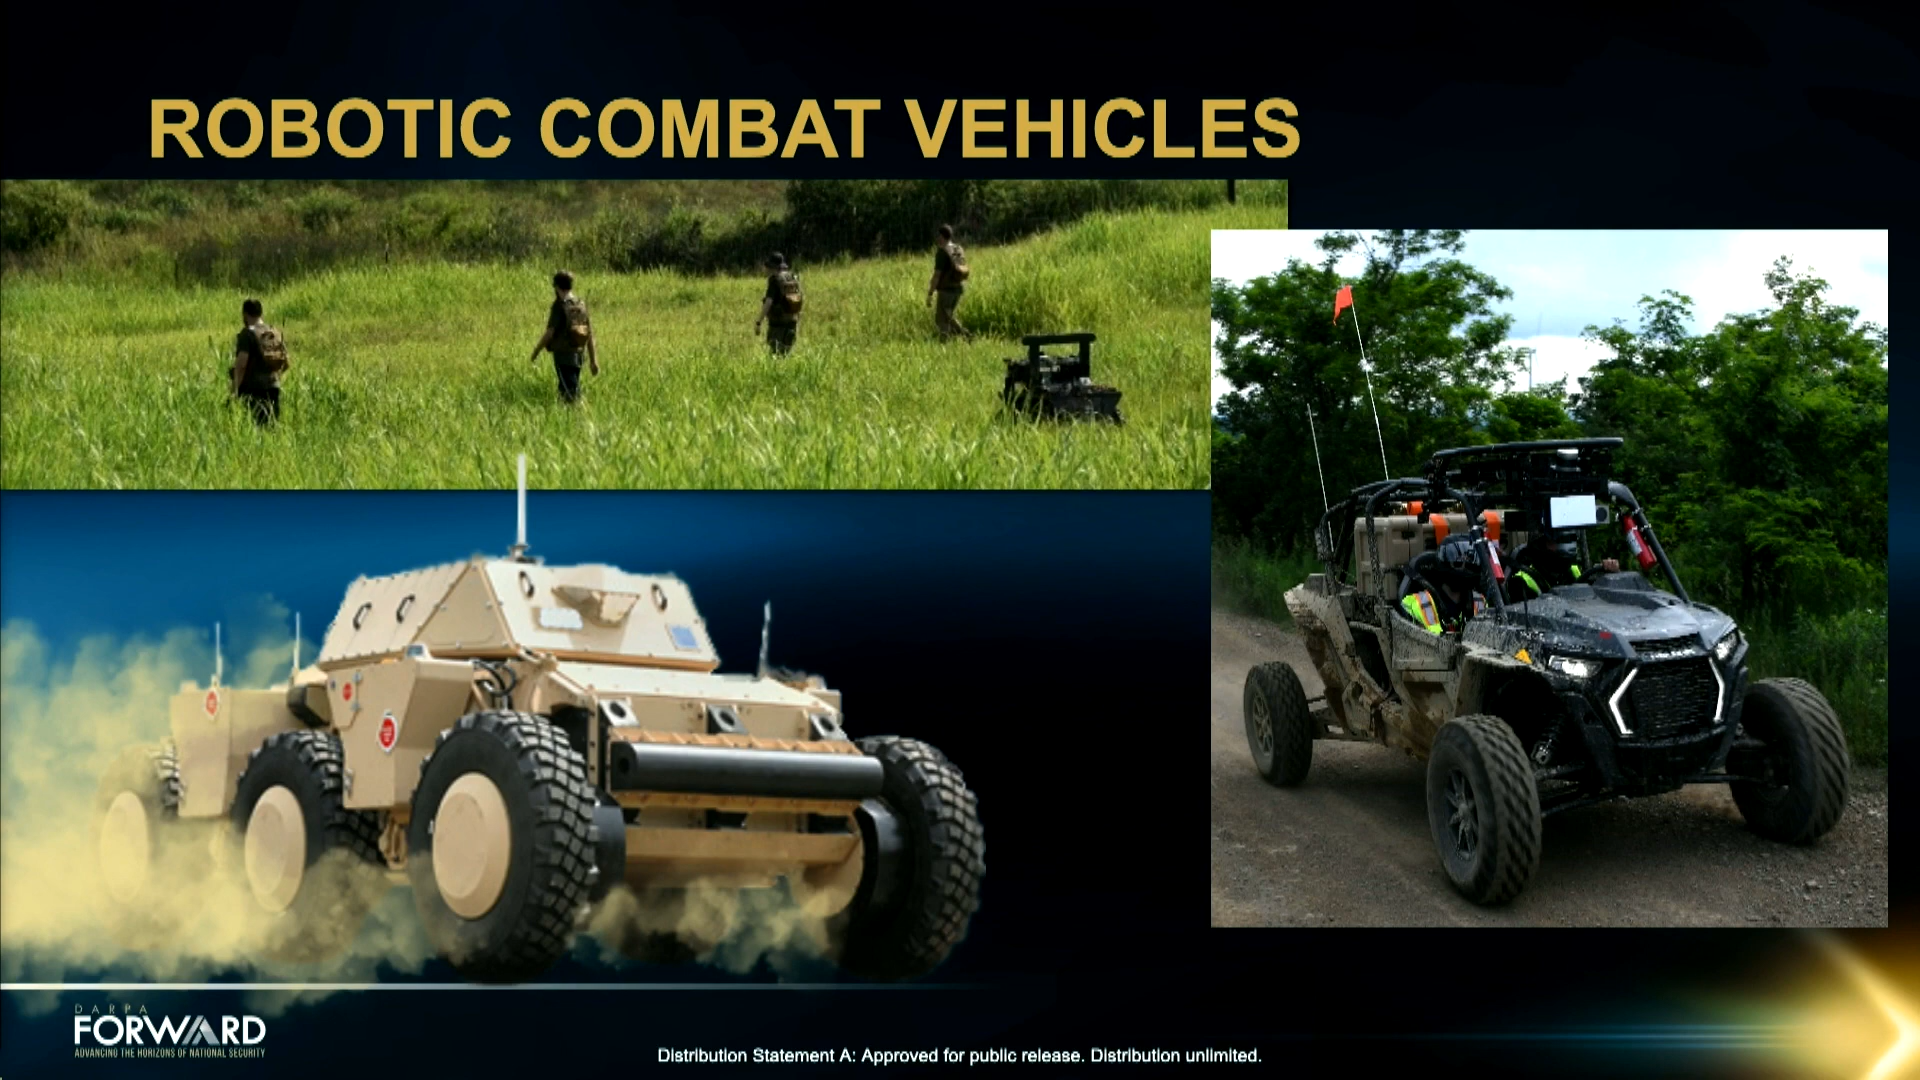 ROBOTIC COMBAT VEHICLES
DARPA
FORWARD
ADVANCING THE HORIZONS OF NATIONAL SECURITY
Distribution Statement A: Approved for public release. Distribution unlimited.